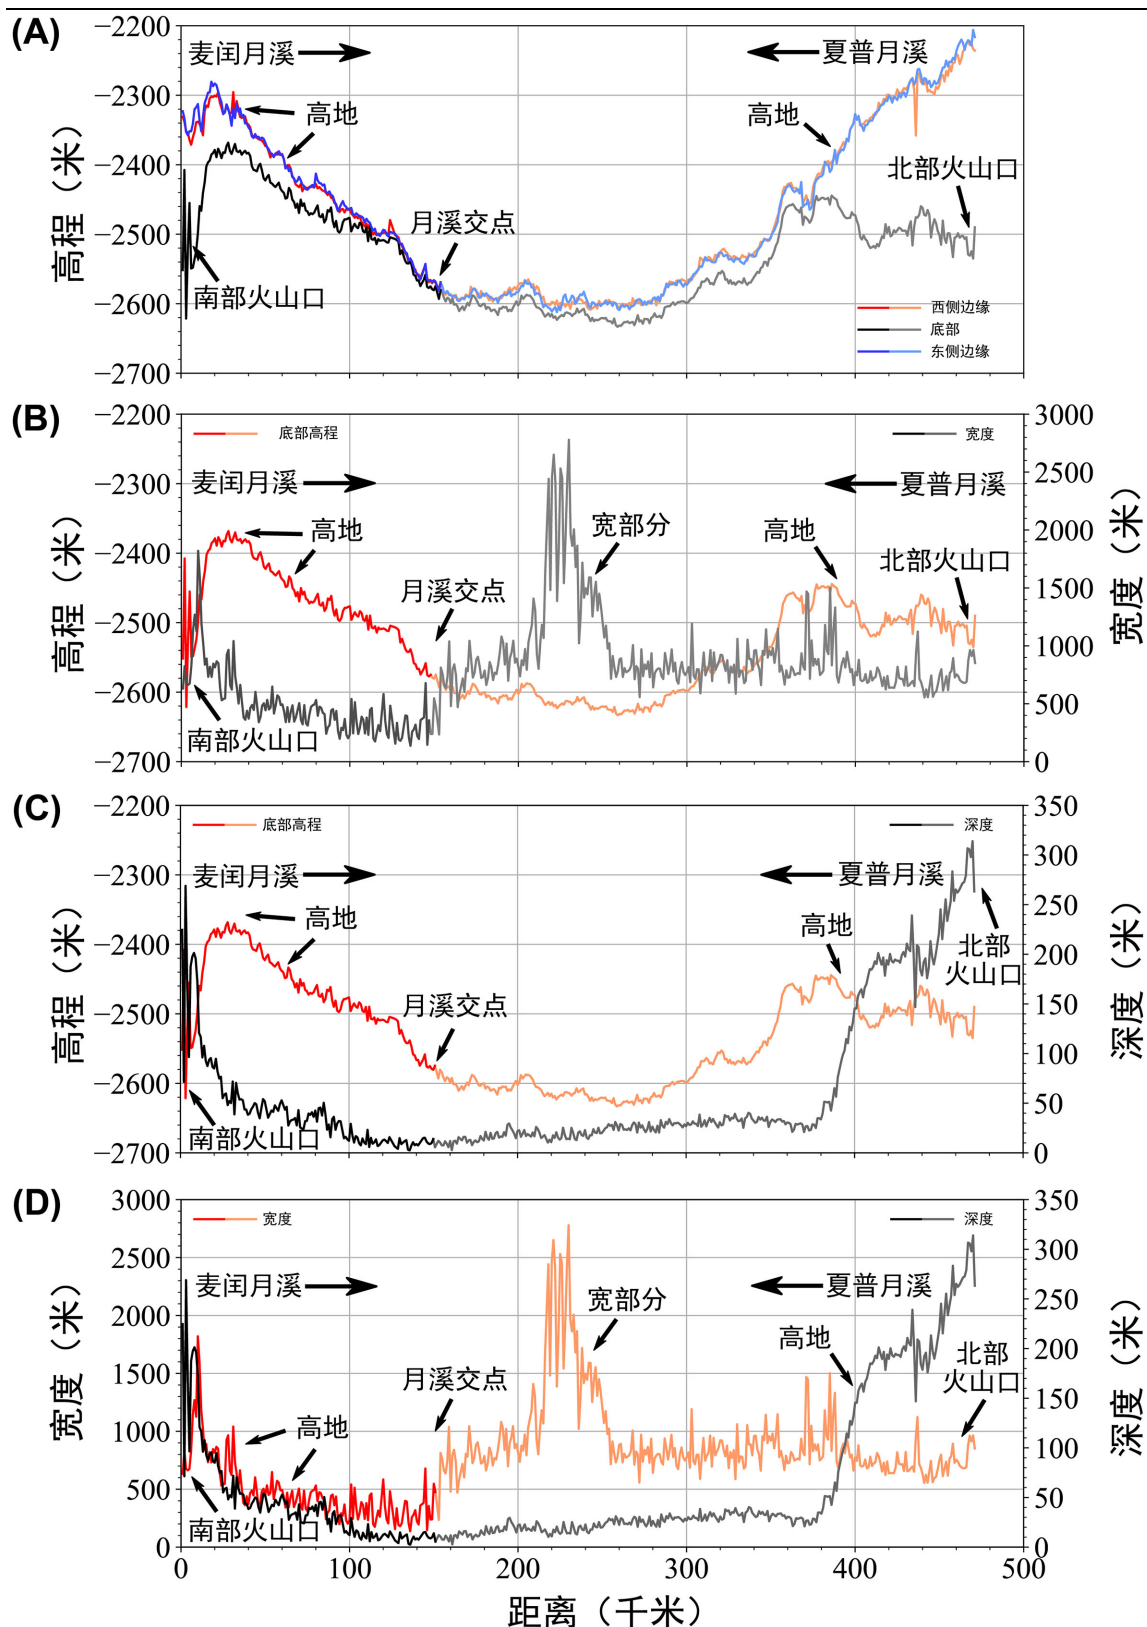 (A)
−2200
−2300
−2400
−2500
−2600
−2700
高程（米）
麦闰月溪
夏普月溪
高地
高地
月溪交点
南部火山口
北部火山口
西侧边缘
底部
东侧边缘
(B)
−2200
−2300
−2400
−2500
−2600
−2700
高程（米）
3000
2500
2000
1500
1000
500
0
宽度（米）
底部高程
宽度
麦闰月溪
夏普月溪
高地
宽部分
高地
月溪交点
北部火山口
南部火山口
(C)
−2200
−2300
−2400
−2500
−2600
−2700
高程（米）
350
300
250
200
150
100
50
0
深度（米）
底部高程
深度
麦闰月溪
夏普月溪
高地
高地
北部
火山口
月溪交点
南部火山口
(D)
3000
2500
2000
1500
1000
500
0
宽度（米）
350
300
250
200
150
100
50
0
深度（米）
宽度
深度
麦闰月溪
夏普月溪
宽部分
高地
北部
火山口
月溪交点
高地
南部火山口
0
100
200
300
400
500
距离（千米）